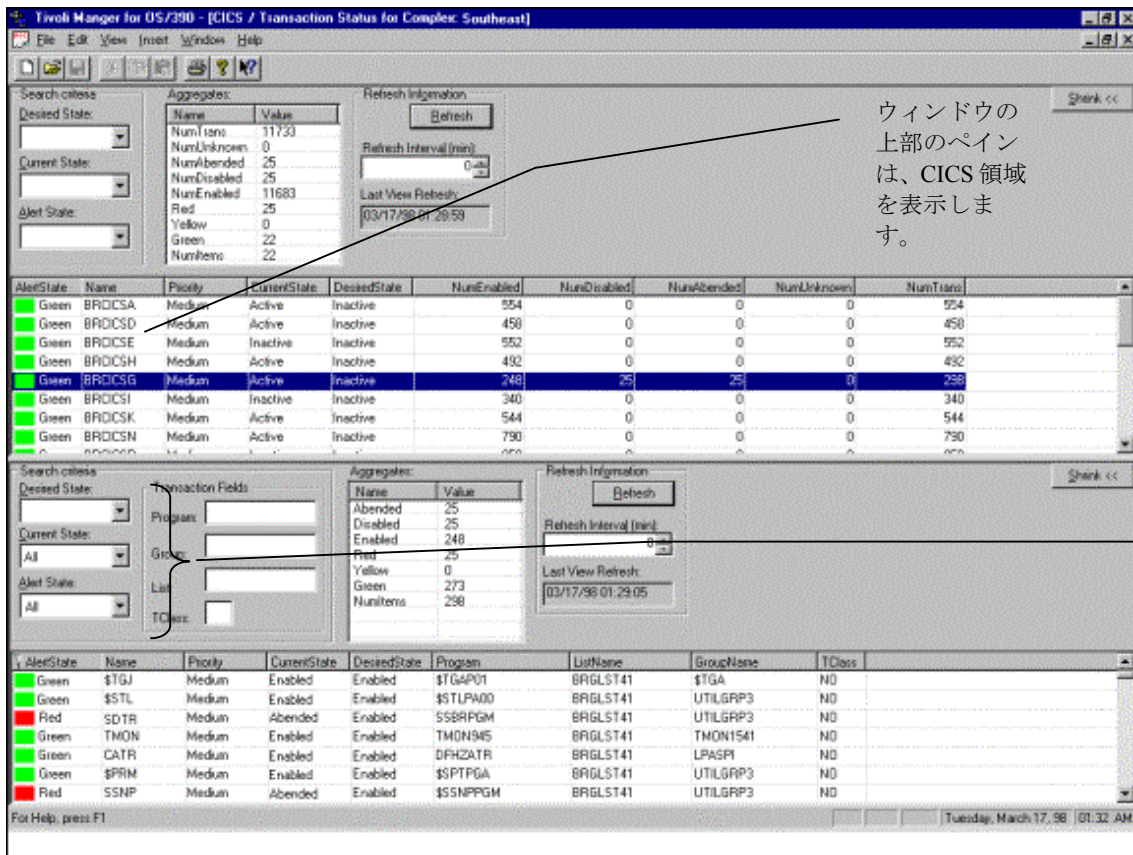 Tivoli Manger for OS/390 - [CICS / Transaction Status for Complex: Southeast]
File Edit View Insert Window Help
Search criteria
Desired State:
Current State:
Alert State:
Aggregates:
Name Value
NumTrans 11733
NumUnknown 0
NumAbended 25
NumDisabled 25
NumEnabled 11683
Red 25
Yellow 0
Green 22
NumItems 22
Refresh Information
Refresh
Refresh Interval (min):
0
Last View Refresh:
03/17/98 01:28:59
Shrink <<
ウィンドウの
上部のペイン
は、CICS 領域
を表示しま
す。
AlertState Name Priority CurrentState DesiredState NumEnabled NumDisabled NumAbended NumUnknown NumTrans
Green BRCICSA Medium Active Inactive 554 0 0 0 554
Green BRCICSD Medium Active Inactive 458 0 0 0 458
Green BRCICSE Medium Inactive Inactive 552 0 0 0 552
Green BRCICSH Medium Active Inactive 492 0 0 0 492
Green BRCICSG Medium Active Inactive 248 25 25 0 298
Green BRCICSI Medium Inactive Inactive 340 0 0 0 340
Green BRCICSK Medium Active Inactive 544 0 0 0 544
Green BRCICSN Medium Active Inactive 790 0 0 0 790
Search criteria
Desired State:
Current State:
All
Alert State:
All
Transaction Fields
Program:
Group:
List:
TClass:
Aggregates:
Name Value
Abended 25
Disabled 25
Enabled 248
Red 25
Yellow 0
Green 273
NumItems 298
Refresh Information
Refresh
Refresh Interval (min):
0
Last View Refresh:
03/17/98 01:29:05
Shrink <<
AlertState Name Priority CurrentState DesiredState Program ListName GroupName TClass
Green $TGJ Medium Enabled Enabled $TGAP01 BRGLST41 $TGA NO
Green $STL Medium Enabled Enabled $STLPA00 BRGLST41 UTILGRP3 NO
Red SDTR Medium Abended Enabled SSBRPGM BRGLST41 UTILGRP3 NO
Green TMON Medium Enabled Enabled TMON945 BRGLST41 TMON1541 NO
Green CATR Medium Enabled Enabled DFHZATR BRGLST41 LPASPI NO
Green $PRM Medium Enabled Enabled $SPTPGA BRGLST41 UTILGRP3 NO
Red SSNP Medium Abended Enabled $SSNPPGM BRGLST41 UTILGRP3 NO
For Help, press F1
Tuesday, March 17, 98 01:32 AM